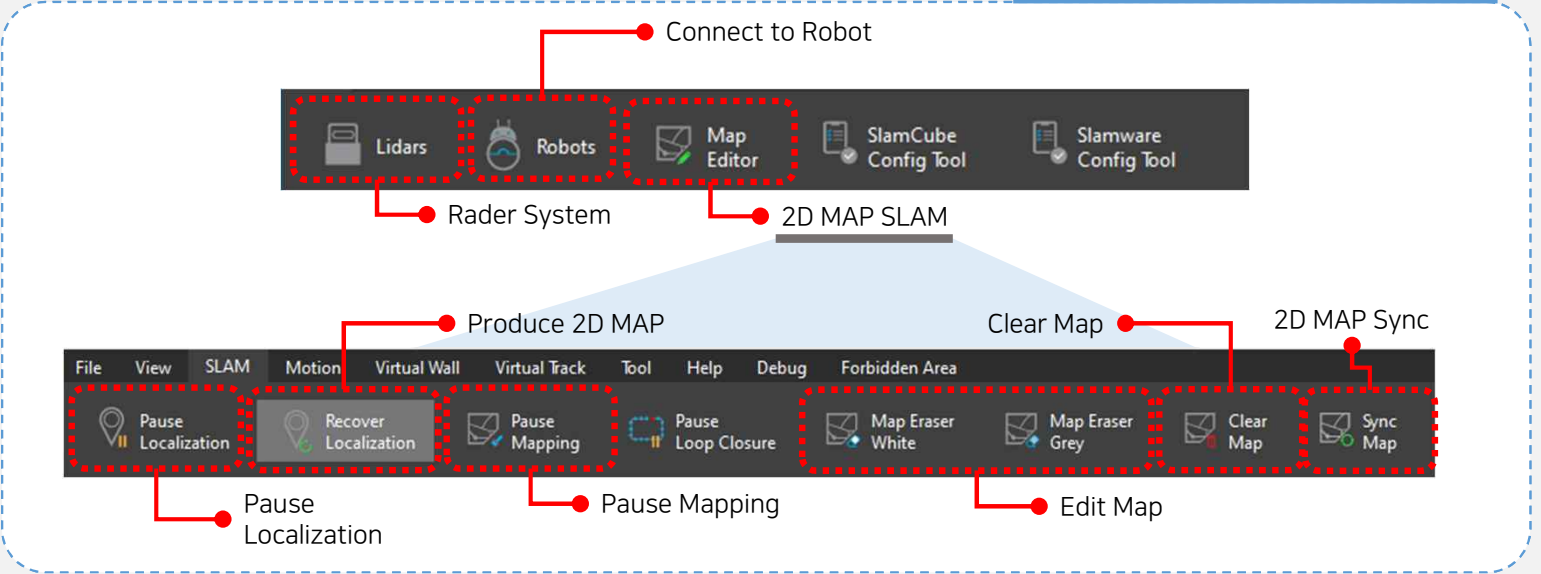 Connect to Robot
Lidars
Robots
Map
Editor
SlamCube
Config Tool
Slamware
Config Tool
Rader System
2D MAP SLAM
Produce 2D MAP
Clear Map
2D MAP Sync
File View SLAM Motion Virtual Wall Virtual Track Tool Help Debug Forbidden Area
Pause
Localization
Recover
Localization
Pause
Mapping
Pause
Loop Closure
Map Eraser
White
Map Eraser
Grey
Clear
Map
Sync
Map
Pause
Localization
Pause Mapping
Edit Map